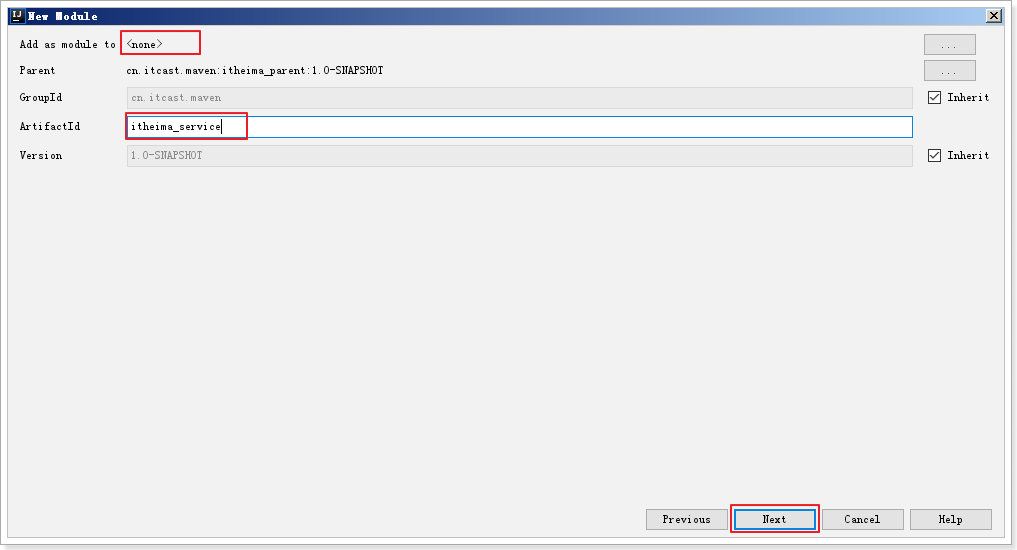 IJ New Module
Add as module to <none> ...
Parent cn.itcast.maven:itheima_parent:1.0-SNAPSHOT ...
GroupId cn.itcast.maven Inherit
ArtifactId itheima_service
Version 1.0-SNAPSHOT Inherit
Previous Next Cancel Help